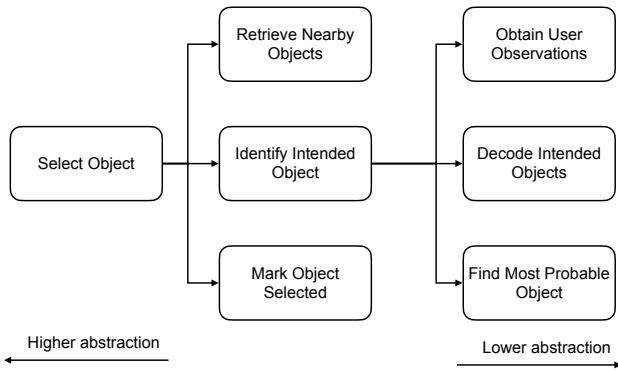 Select Object
Retrieve Nearby
Objects
Identify Intended
Object
Mark Object
Selected
Obtain User
Observations
Decode Intended
Objects
Find Most Probable
Object
Higher abstraction
Lower abstraction